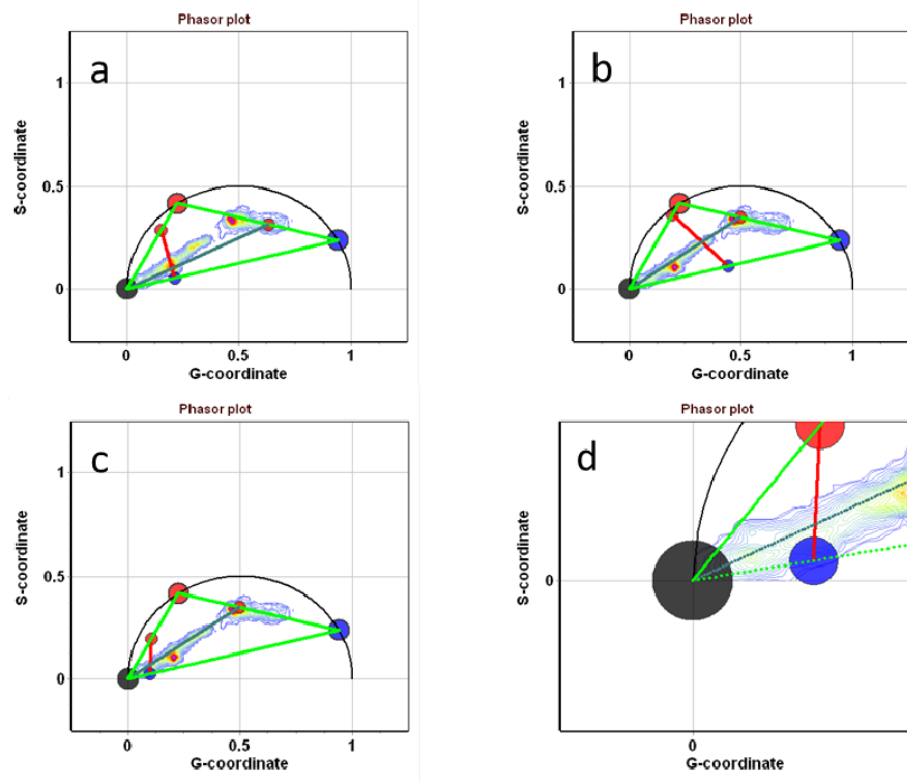 Phasor plot
a
S-coordinate
1
0.5
0
0
0.5
1
G-coordinate
Phasor plot
b
S-coordinate
1
0.5
0
0
0.5
1
G-coordinate
Phasor plot
c
S-coordinate
1
0.5
0
0
0.5
1
G-coordinate
Phasor plot
d
S-coordinate
0
0
G-coordinate